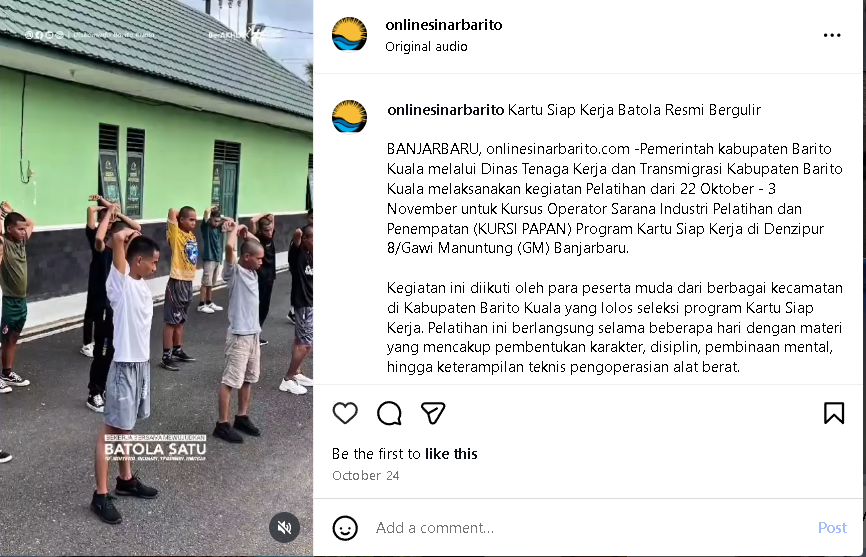 BerAKHLAK
onlinesinarbarito
Original audio
onlinesinarbarito Kartu Siap Kerja Batola Resmi Bergulir
BANJARBARU, onlinesinarbarito.com -Pemerintah kabupaten Barito
Kuala melalui Dinas Tenaga Kerja dan Transmigrasi Kabupaten Barito
Kuala melaksanakan kegiatan Pelatihan dari 22 Oktober - 3
November untuk Kursus Operator Sarana Industri Pelatihan dan
Penempatan (KURSI PAPAN) Program Kartu Siap Kerja di Denzipur
8/Gawi Manuntung (GM) Banjarbaru.
Kegiatan ini diikuti oleh para peserta muda dari berbagai kecamatan
di Kabupaten Barito Kuala yang lolos seleksi program Kartu Siap
Kerja. Pelatihan ini berlangsung selama beberapa hari dengan materi
yang mencakup pembentukan karakter, disiplin, pembinaan mental,
hingga keterampilan teknis pengoperasian alat berat.
BEKERJA BERSAMA MEWUJUDKAN
BATOLA SATU
Be the first to like this
October 24
Add a comment...
Post